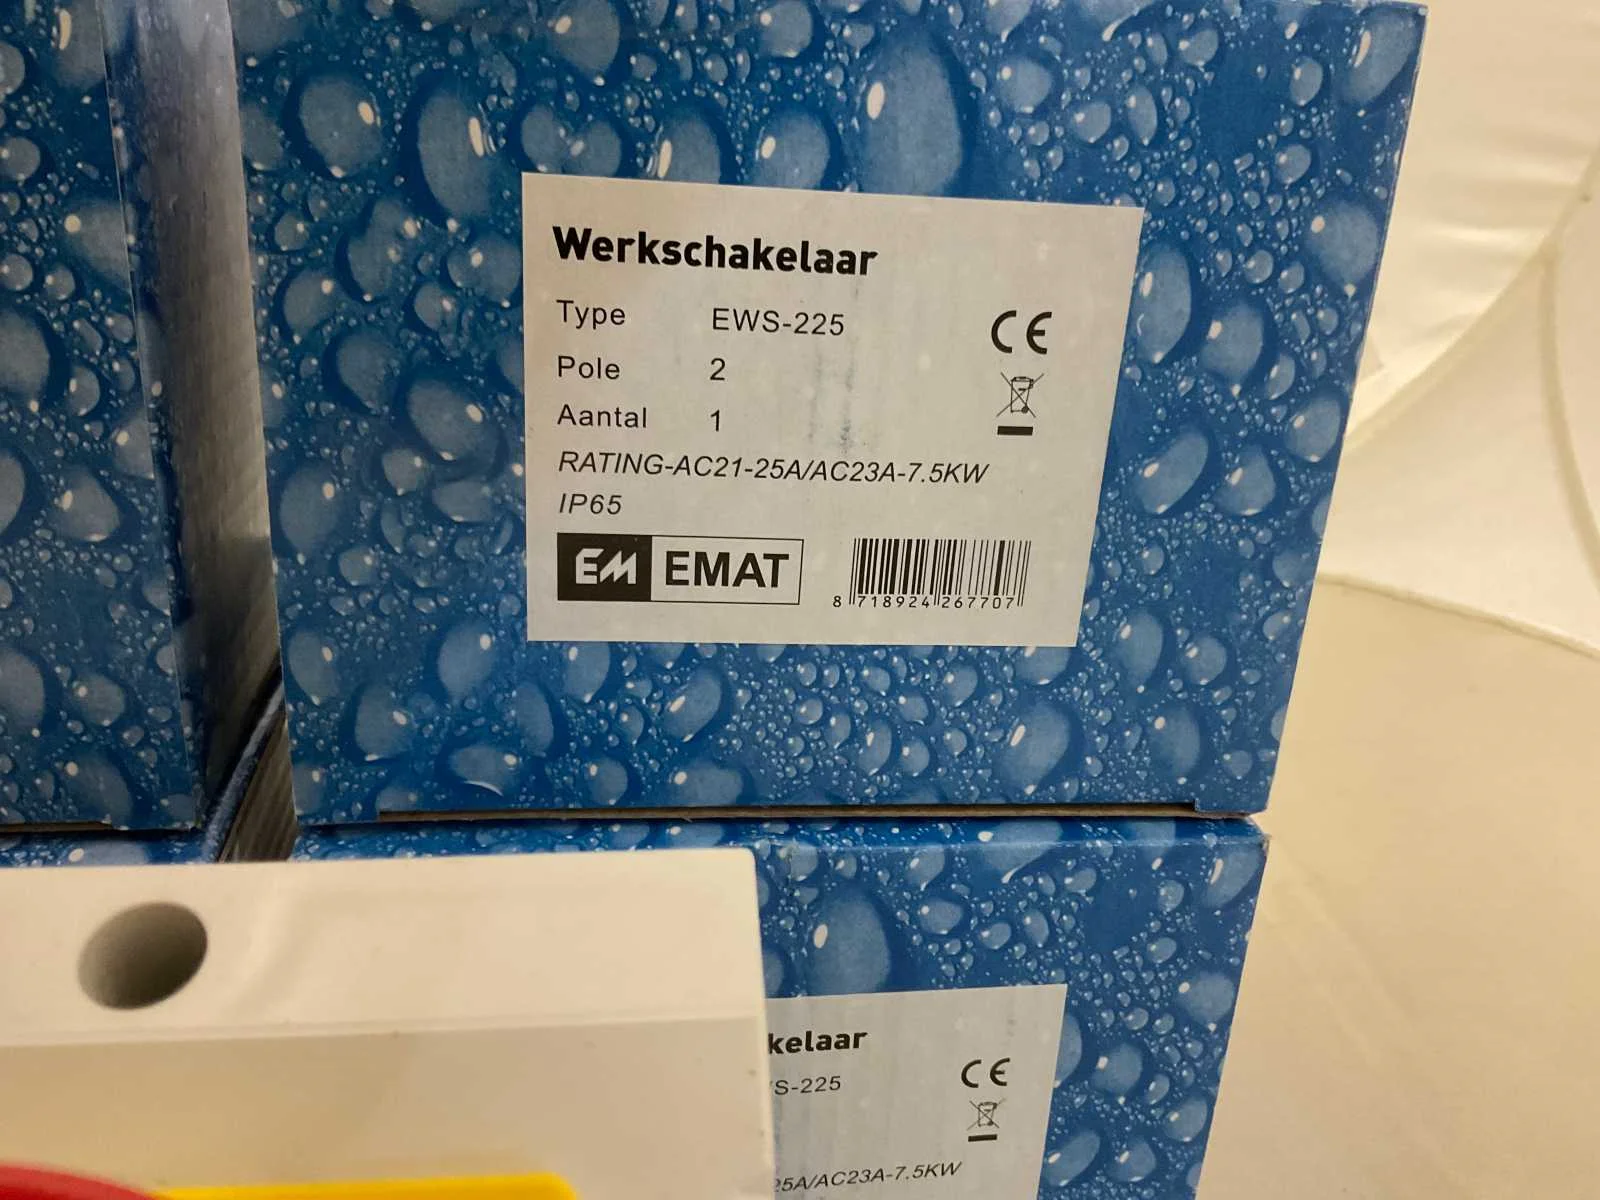 Werkschakelaar
Type EWS-225
Pole 2
Aantal 1
RATING-AC21-25A/AC23A-7.5KW
IP65
CE
EM EMAT
8 718924 267707
kelaar
S-225
CE
25A/AC23A-7.5KW